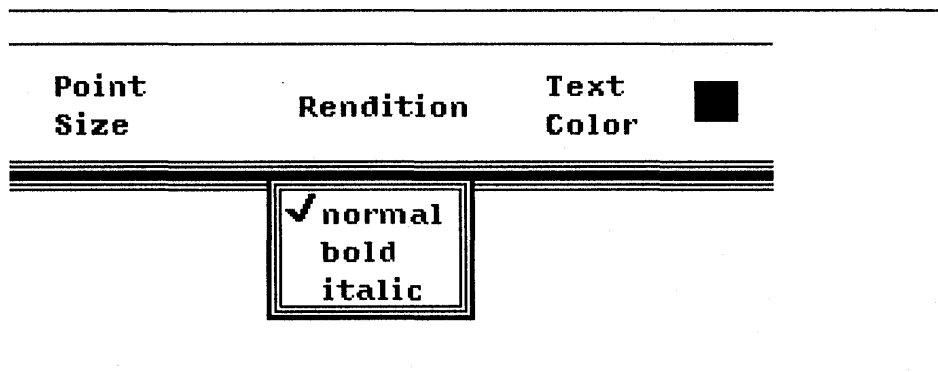 Point
Size
Rendition
Text
Color
normal
bold
italic